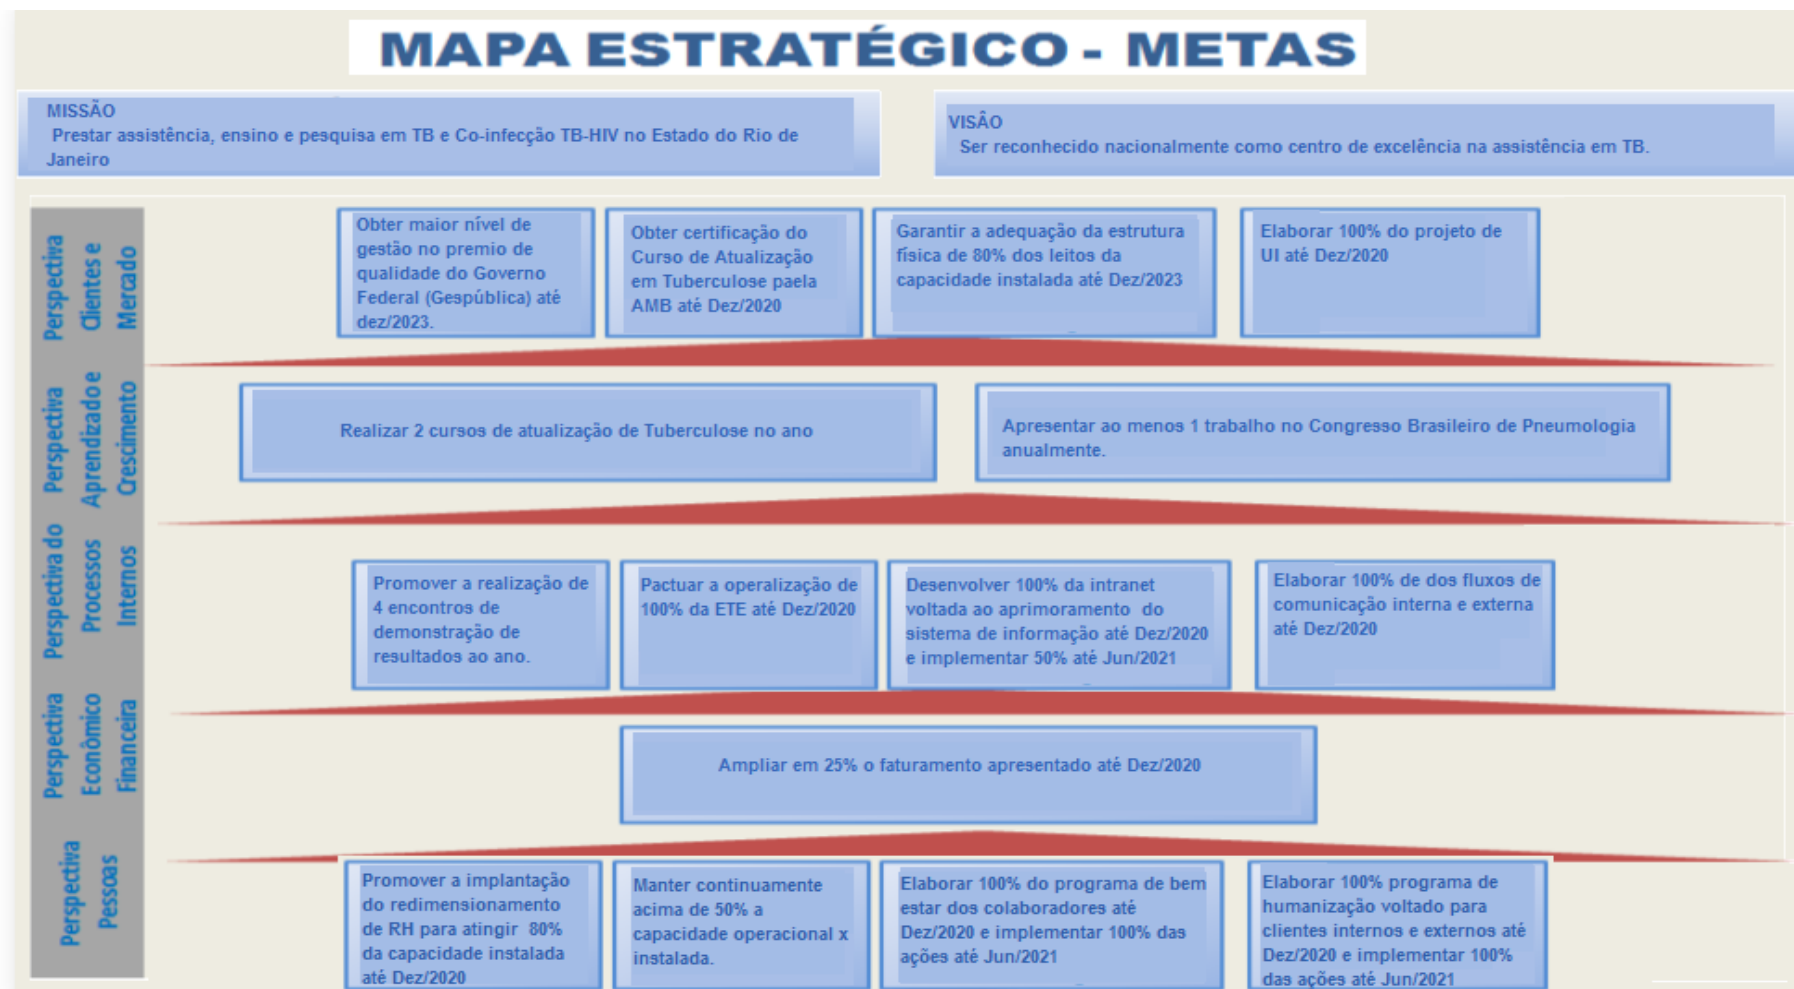 MAPA ESTRATÉGICO - METAS
MISSÃO
Prestar assistência, ensino e pesquisa em TB e Co-infecção TB-HIV no Estado do Rio de
Janeiro
VISÂO
Ser reconhecido nacionalmente como centro de excelência na assistência em TB.
Perspectiva
Clientes e
Mercado
Obter maior nível de
gestão no premio de
qualidade do Governo
Federal (Gespública) até
dez/2023.
Obter certificação do
Curso de Atualização
em Tuberculose paela
AMB até Dez/2020
Garantir a adequação da estrutura
física de 80% dos leitos da
capacidade instalada até Dez/2023
Elaborar 100% do projeto de
UI até Dez/2020
Perspectiva
Aprendizado e
Crescimento
Realizar 2 cursos de atualização de Tuberculose no ano
Apresentar ao menos 1 trabalho no Congresso Brasileiro de Pneumologia
anualmente.
Perspectiva do
Processos
Internos
Promover a realização de
4 encontros de
demonstração de
resultados ao ano.
Pactuar a operalização de
100% da ETE até Dez/2020
Desenvolver 100% da intranet
voltada ao aprimoramento do
sistema de informação até Dez/2020
e implementar 50% até Jun/2021
Elaborar 100% de dos fluxos de
comunicação interna e externa
até Dez/2020
Perspectiva
Econômico
Financeira
Ampliar em 25% o faturamento apresentado até Dez/2020
Perspectiva
Pessoas
Promover a implantação
do redimensionamento
de RH para atingir 80%
da capacidade instalada
até Dez/2020
Manter continuamente
acima de 50% a
capacidade operacional x
instalada.
Elaborar 100% do programa de bem
estar dos colaboradores até
Dez/2020 e implementar 100% das
ações até Jun/2021
Elaborar 100% programa de
humanização voltado para
clientes internos e externos até
Dez/2020 e implementar 100%
das ações até Jun/2021